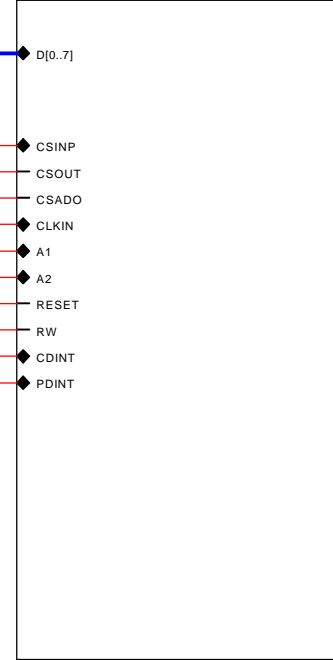 D[0..7]
CSINP
CSOUT
CSADO
CLKIN
A1
A2
RESET
RW
CDINT
PDINT